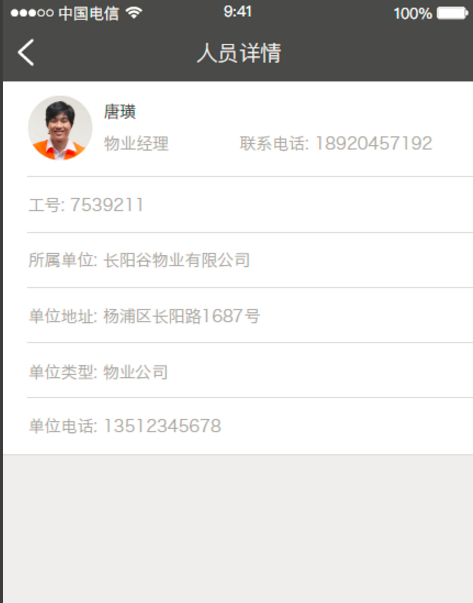 中国电信 9:41 100%
人员详情
唐璜
物业经理 联系电话: 18920457192
工号: 7539211
所属单位: 长阳谷物业有限公司
单位地址: 杨浦区长阳路1687号
单位类型: 物业公司
单位电话: 13512345678